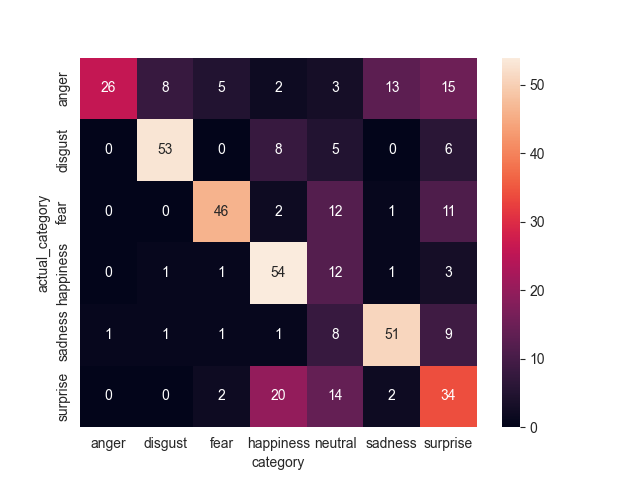 actual_category
anger 26 8 5 2 3 13 15
disgust 0 53 0 8 5 0 6
fear 0 0 46 2 12 1 11
happiness 0 1 1 54 12 1 3
sadness 1 1 1 1 8 51 9
surprise 0 0 2 20 14 2 34
anger disgust fear happiness neutral sadness surprise
category
50
40
30
20
10
0